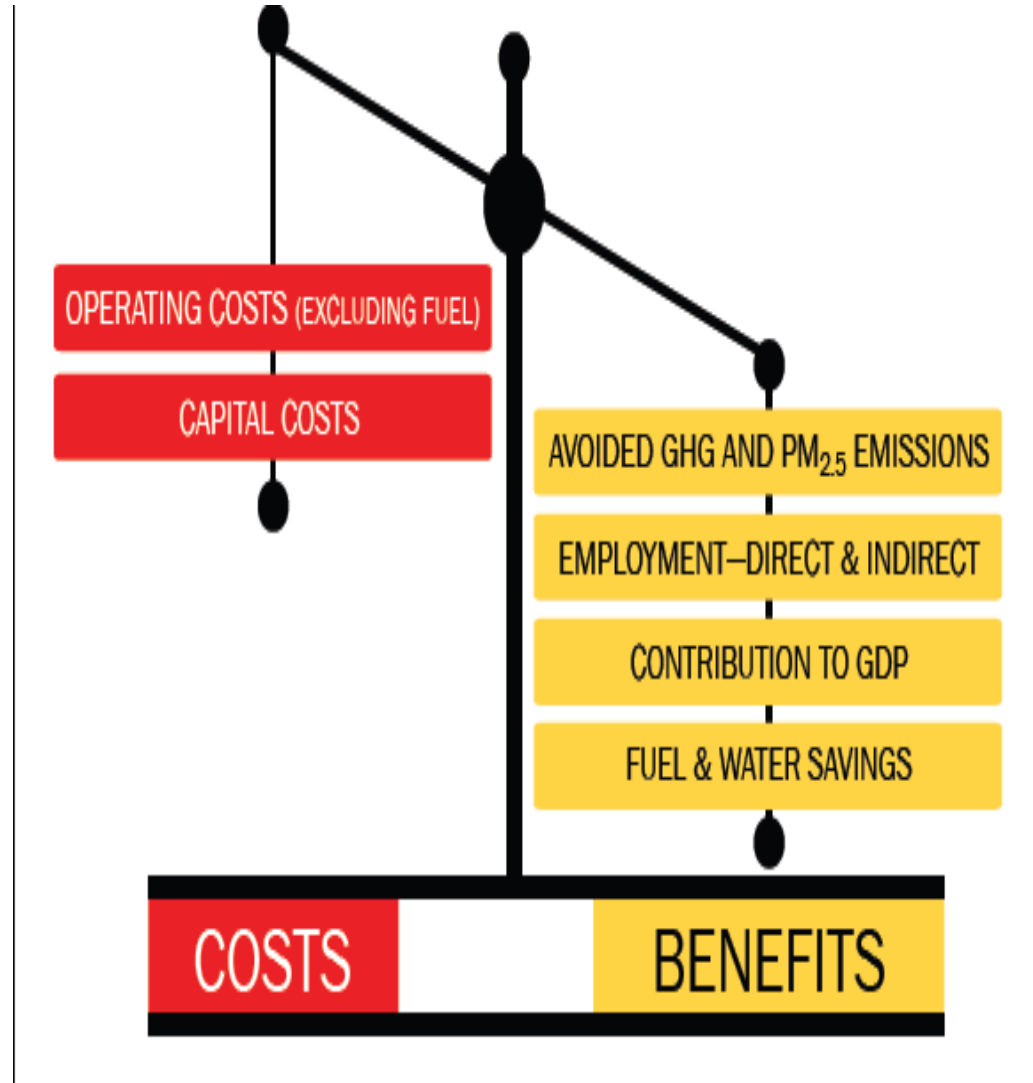 OPERATING COSTS (EXCLUDING FUEL)
CAPITAL COSTS
AVOIDED GHG AND PM2.5 EMISSIONS
EMPLOYMENT—DIRECT & INDIRECT
CONTRIBUTION TO GDP
FUEL & WATER SAVINGS
COSTS
BENEFITS